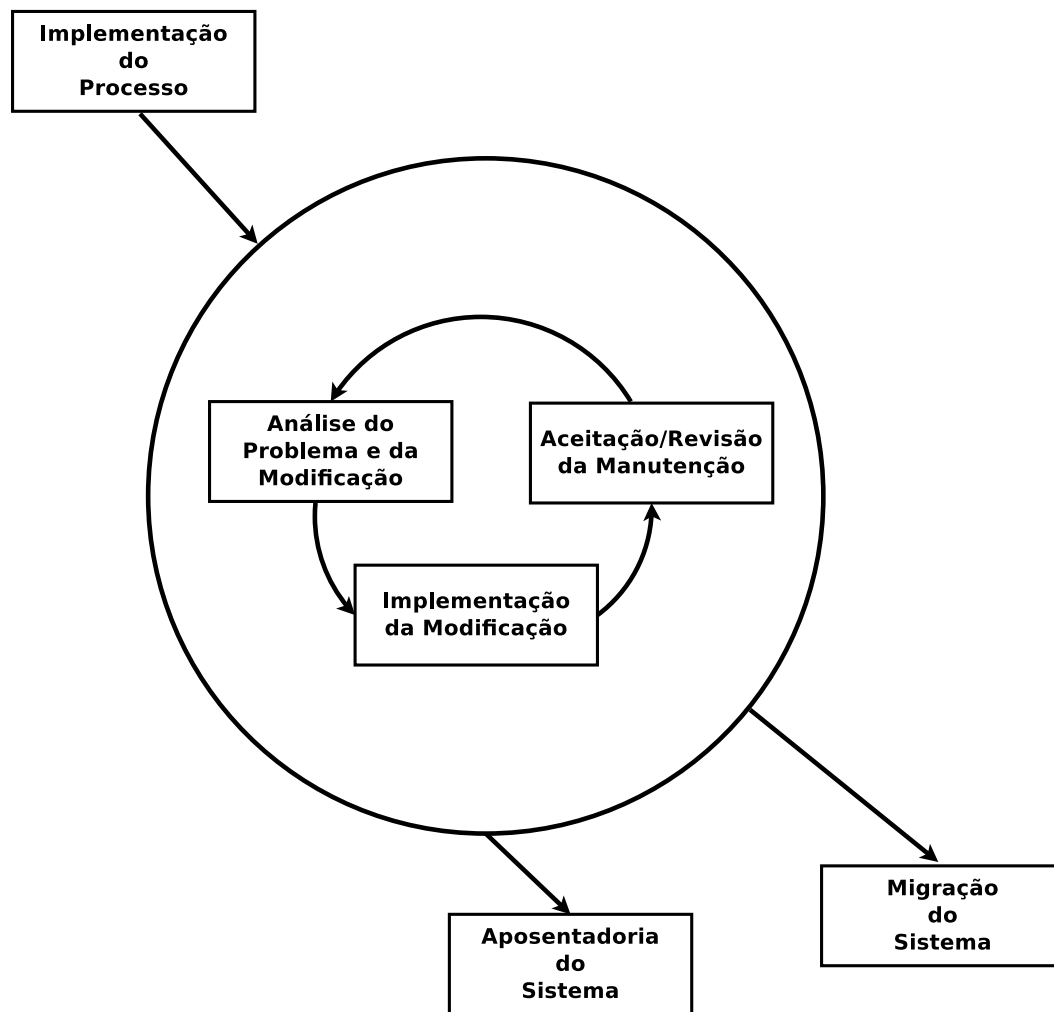 Implementação
do
Processo
Análise do
Problema e da
Modificação
Aceitação/Revisão
da Manutenção
Implementação
da Modificação
Migração
do
Sistema
Aposentadoria
do
Sistema